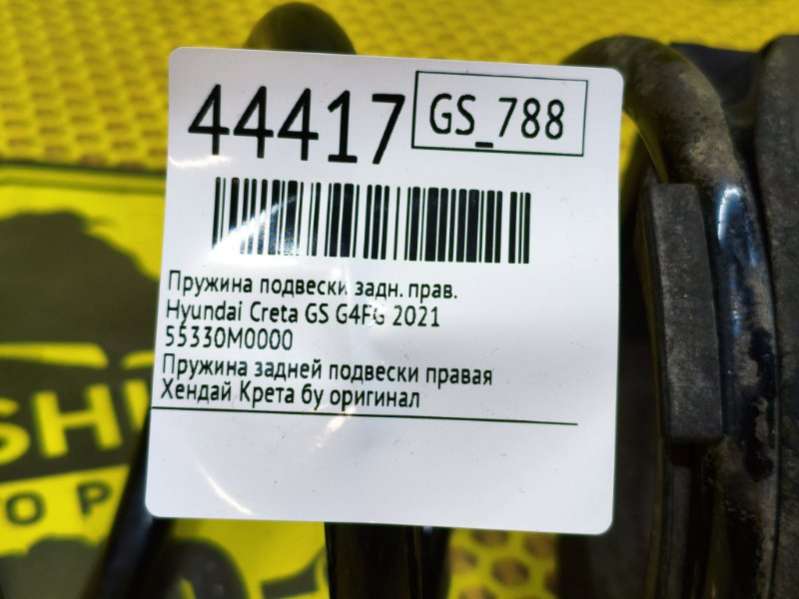 44417
GS_788
Пружина подвески задн. прав.
Hyundai Creta GS G4FG 2021
55330M0000
Пружина задней подвески правая
Хендай Крета бу оригинал